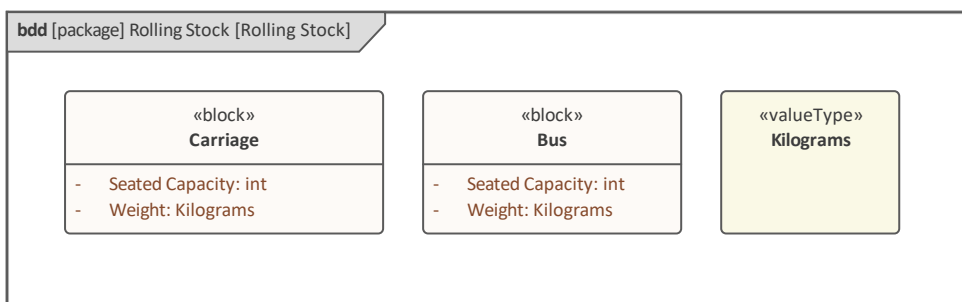 bdd [package] Rolling Stock [Rolling Stock]
«block»
Carriage
- Seated Capacity: int
- Weight: Kilograms
«block»
Bus
- Seated Capacity: int
- Weight: Kilograms
«valueType»
Kilograms